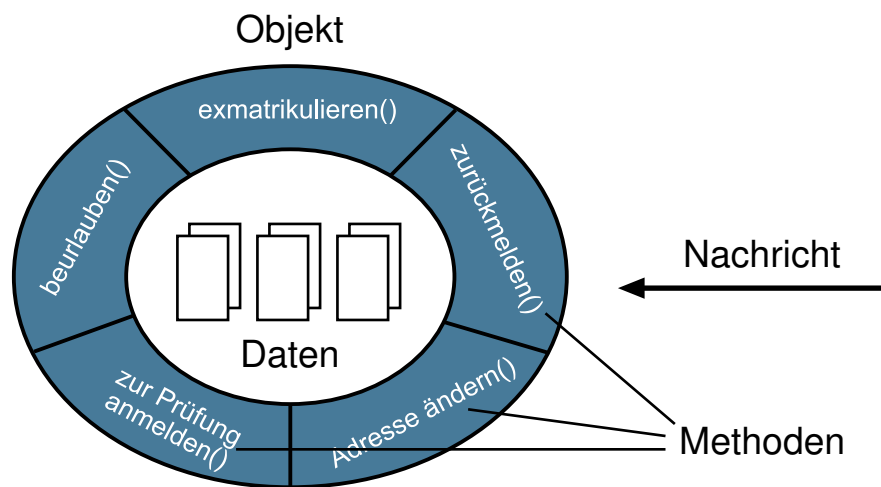 Objekt
exmatrikulieren()
zurückmelden()
beurlauben()
Nachricht
Daten
zur Prüfung
anmelden()
Adresse ändern()
Methoden